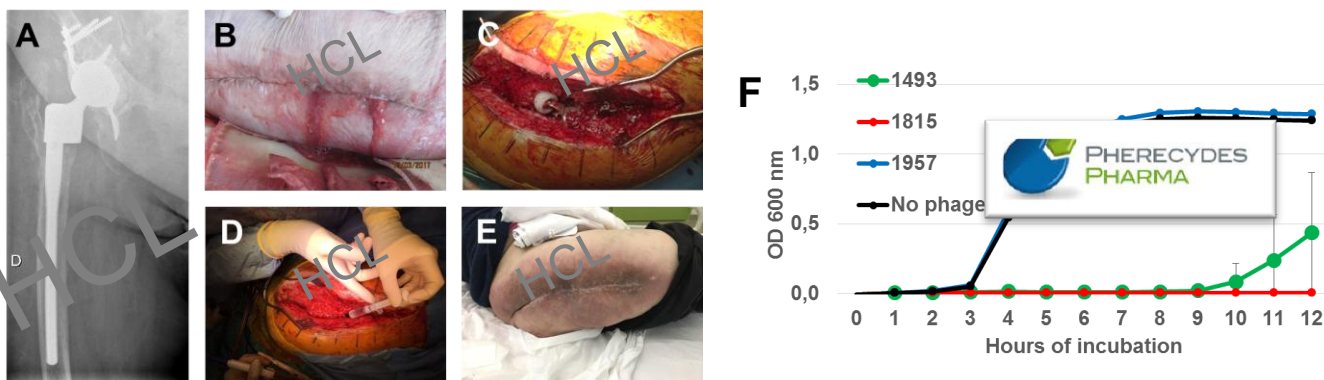 A
D
HCL
B
HCL
03/2017
C
HCL
D
HCL
E
HCL
F
1,5
1,0
0,5
0,0
OD 600 nm
1493
1815
1957
No phage
PHERECYDES
PHARMA
0 1 2 3 4 5 6 7 8 9 10 11 12
Hours of incubation